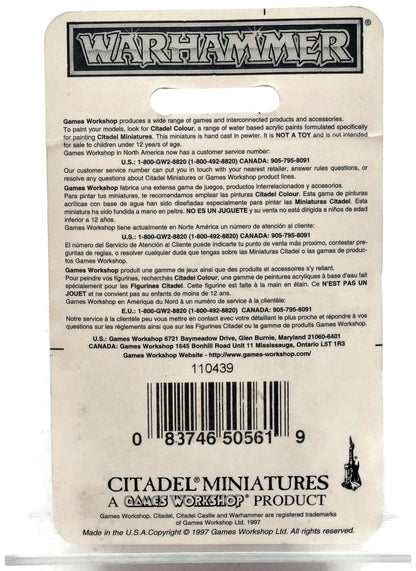 WARHAMMER®
Games Workshop produces a wide range of games and interconnected products and accessories.
To paint your models, look for Citadel Colour, a range of water based acrylic paints formulated specifically
for painting Citadel Miniatures. This miniature is hand cast in pewter. It is NOT A TOY and is not intended
for sale to children under 12 years of age.
Games Workshop in North America now has a customer service number:
U.S.: 1-800-GW2-8820 (1-800-492-8820) CANADA: 905-795-8091
Our customer service number can put you in touch with your nearest retailer, answer rules questions, or
resolve any questions about Citadel Miniatures or Games Workshop product lines.
Games Workshop fabrica una extensa gama de juegos, productos interrelacionados y accesorios.
Para pintar tus miniaturas, te recomendamos emplear las pinturas Citadel Colour. Esta gama de pinturas
acrílicas con base de agua han sido diseñadas especialmente para pintar las Miniaturas Citadel. Esta
miniatura ha sido fundida a mano en peltre. NO ES UN JUGUETE y su venta no está dirigida a niños de edad
inferior a 12 años.
Games Workshop tiene actualmente en Norte América un número de atención al cliente:
U.S.: 1-800-GW2-8820 (1-800-492-8820) CANADA: 905-795-8091
El número del Servicio de Atención al Cliente puede indicarte tu punto de venta más proximo, contestar pre-
guntas de reglas, o resolver cualquier duda que tengas sobre las Miniaturas Citadel o las gamas de produc-
tos Games Workshop.
Games Workshop produit une gamme de jeux ainsi que des produits et accessoires s'y reliant.
Pour peindre vos figurines, recherchés Citadel Colour, une gamme de peintures acryliques à base d'eau fait
spécialement pour les Figurines Citadel. Cette figurine est faite à la main en étain. Ce N'EST PAS UN
JOUET et ne convient pas au enfants de moins de 12 ans.
Games Workshop en Amérique du Nord à un numéro de service à la clientèle:
E.U.: 1-800-GW2-8820 (1-800-492-8820) CANADA: 905-795-8091
Notre service à la clientèle peu vous mettre en contact avec votre détaillant le plus proche et répondre à vos
questions sur les règlements ainsi que sur les Figurines Citadel ou la gamme de produits Games Workshop.
U.S.: Games Workshop 6721 Baymeadow Drive, Glen Burnie, Maryland 21060-6401
CANADA: Games Workshop 1645 Bonhill Road Unit 11 Mississauga, Ontario L5T 1R3
Games Workshop Website - http://www.games-workshop.com/
110439
0 83746 50561 9
CITADEL® MINIATURES
A GAMES WORKSHOP® PRODUCT
Games Workshop, Citadel, Citadel Castle and Warhammer are registered trademarks
of Games Workshop Ltd. 1997
Made in the U.S.A. Copyright © 1997 Games Workshop Ltd. All rights reserved.